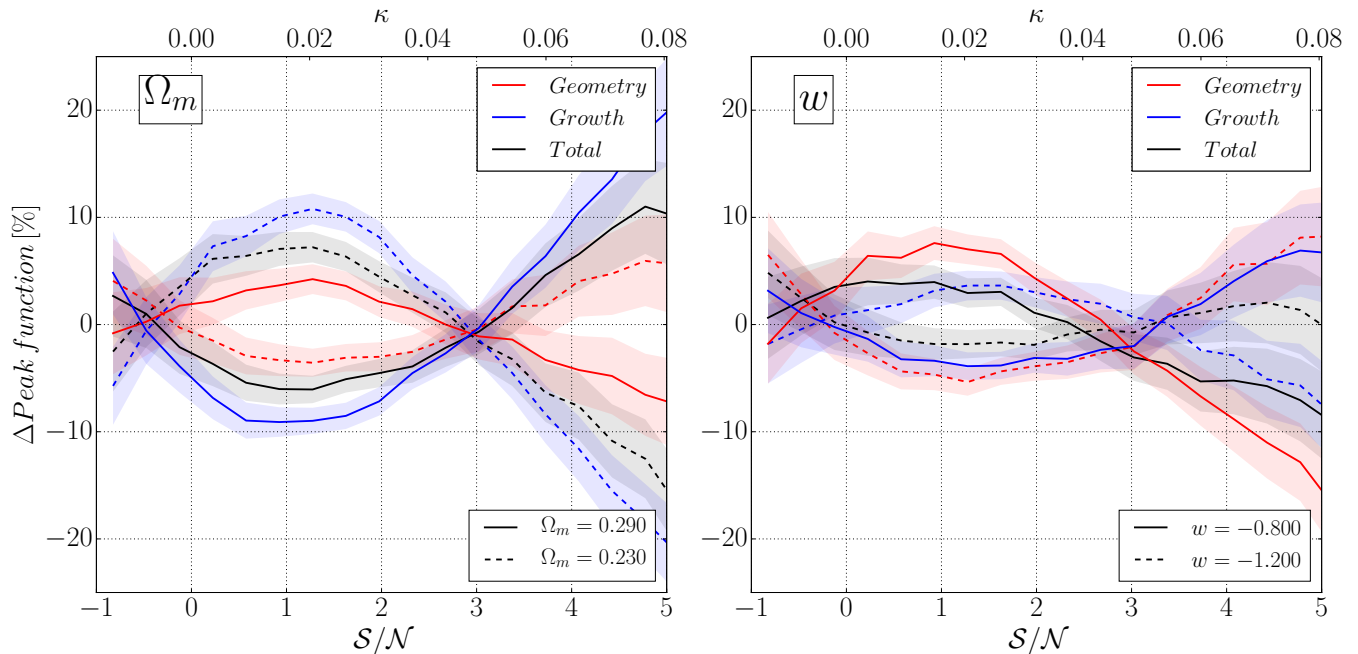 κ
0.00 0.02 0.04 0.06 0.08
Ω_m
Geometry
Growth
Total
ΔPeak function [%]
20
10
0
−10
−20
Ω_m = 0.290
Ω_m = 0.230
−1 0 1 2 3 4 5
S/N
κ
0.00 0.02 0.04 0.06 0.08
w
Geometry
Growth
Total
20
10
0
−10
−20
w = −0.800
w = −1.200
−1 0 1 2 3 4 5
S/N